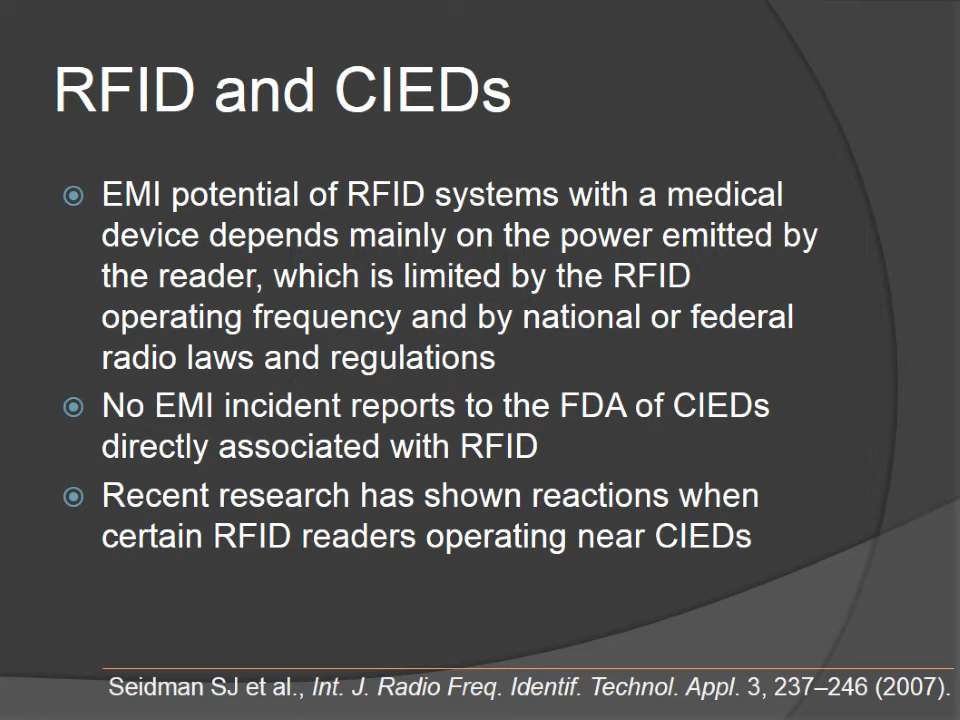 RFID and CIEDs
EMI potential of RFID systems with a medical
device depends mainly on the power emitted by
the reader, which is limited by the RFID
operating frequency and by national or federal
radio laws and regulations
No EMI incident reports to the FDA of CIEDs
directly associated with RFID
Recent research has shown reactions when
certain RFID readers operating near CIEDs
Seidman SJ et al., Int. J. Radio Freq. Identif. Technol. Appl. 3, 237–246 (2007).